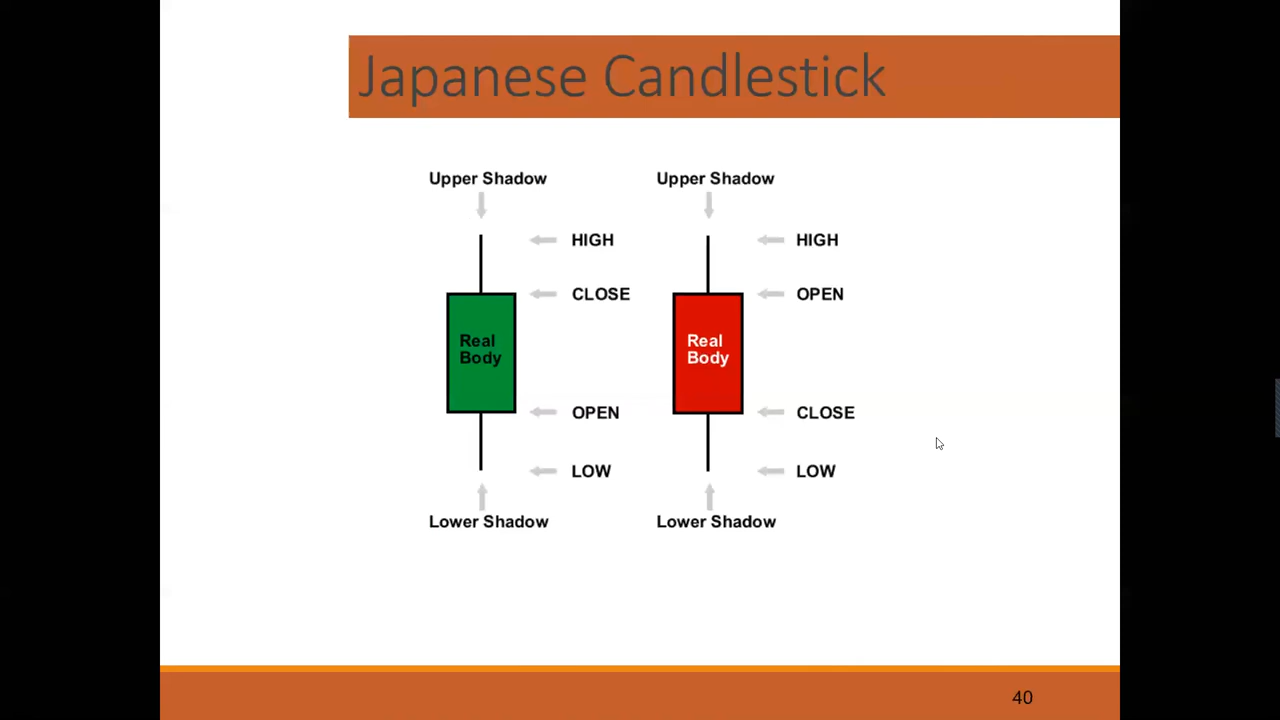 Japanese Candlestick
Upper Shadow
Upper Shadow
HIGH
HIGH
CLOSE
OPEN
Real
Body
Real
Body
OPEN
CLOSE
LOW
LOW
Lower Shadow
Lower Shadow
40